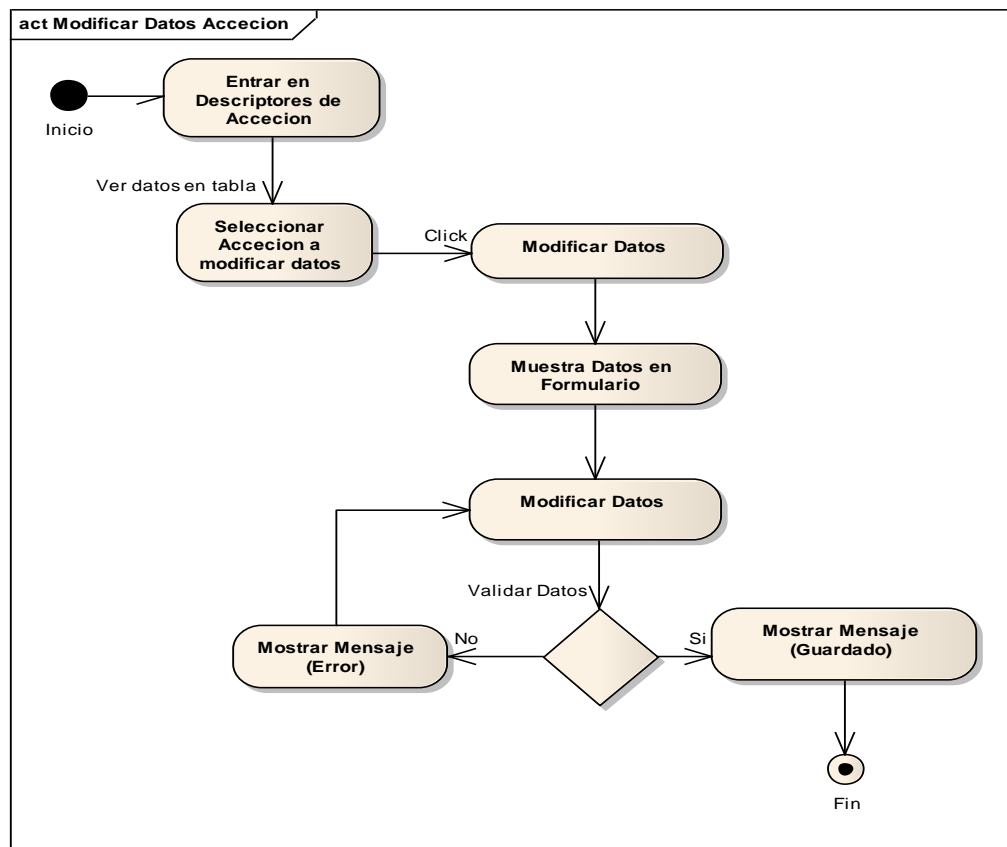 act Modificar Datos Accecion
Entrar en
Descriptores de
Accecion
Inicio
Ver datos en tabla
Seleccionar
Accecion a
modificar datos
Click
Modificar Datos
Muestra Datos en
Formulario
Modificar Datos
Validar Datos
No
Mostrar Mensaje
(Error)
Si
Mostrar Mensaje
(Guardado)
Fin